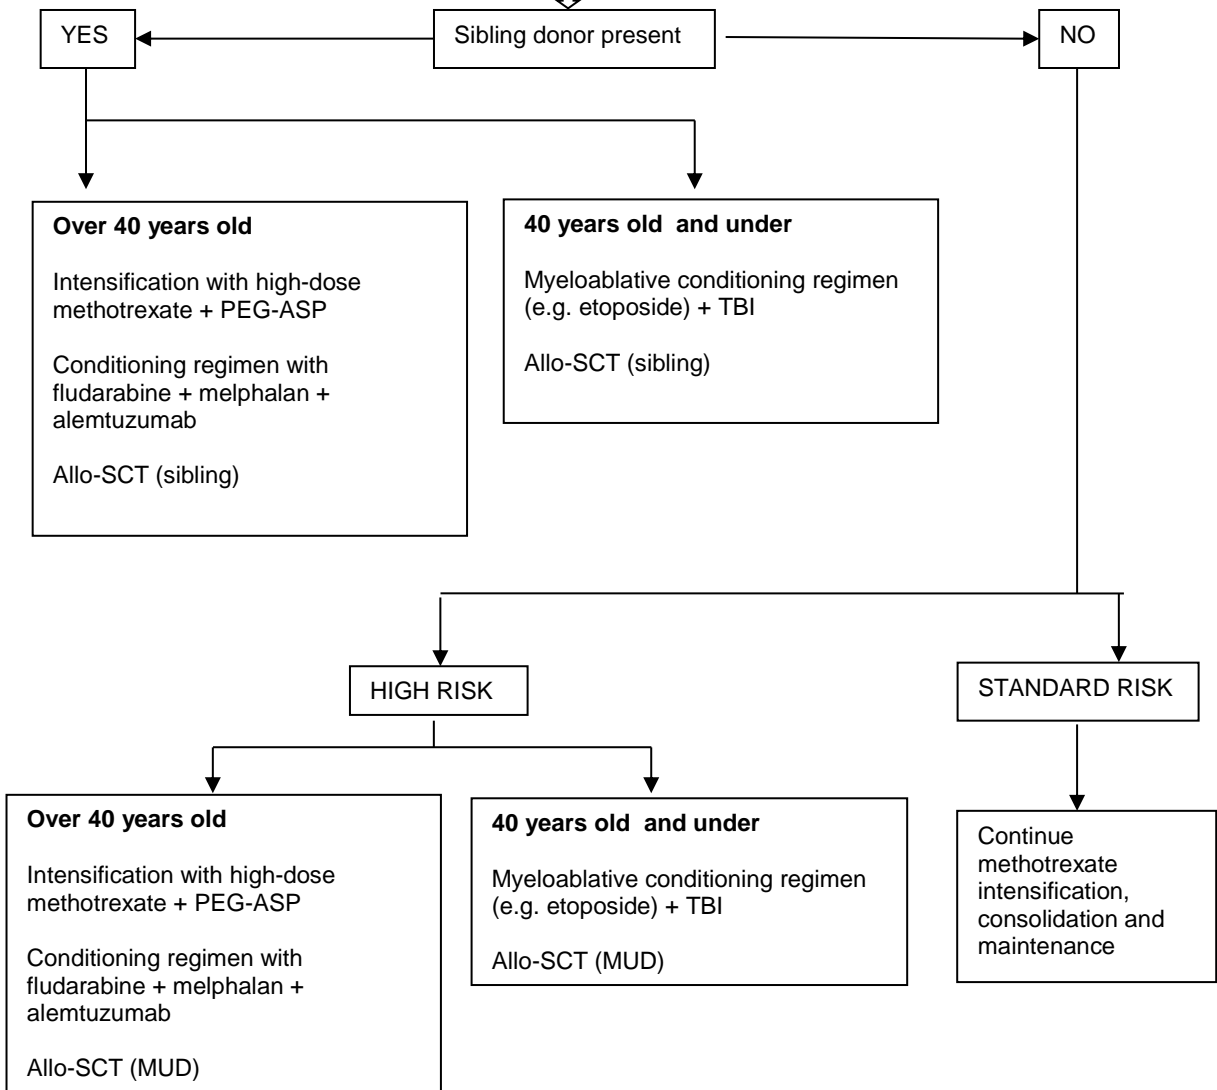 YES
Sibling donor present
NO
Over 40 years old
Intensification with high-dose
methotrexate + PEG-ASP
Conditioning regimen with
fludarabine + melphalan +
alemtuzumab
Allo-SCT (sibling)
40 years old  and under
Myeloablative conditioning regimen
(e.g. etoposide) + TBI
Allo-SCT (sibling)
HIGH RISK
STANDARD RISK
Over 40 years old
Intensification with high-dose
methotrexate + PEG-ASP
Conditioning regimen with
fludarabine + melphalan +
alemtuzumab
Allo-SCT (MUD)
40 years old  and under
Myeloablative conditioning regimen
(e.g. etoposide) + TBI
Allo-SCT (MUD)
Continue
methotrexate
intensification,
consolidation and
maintenance